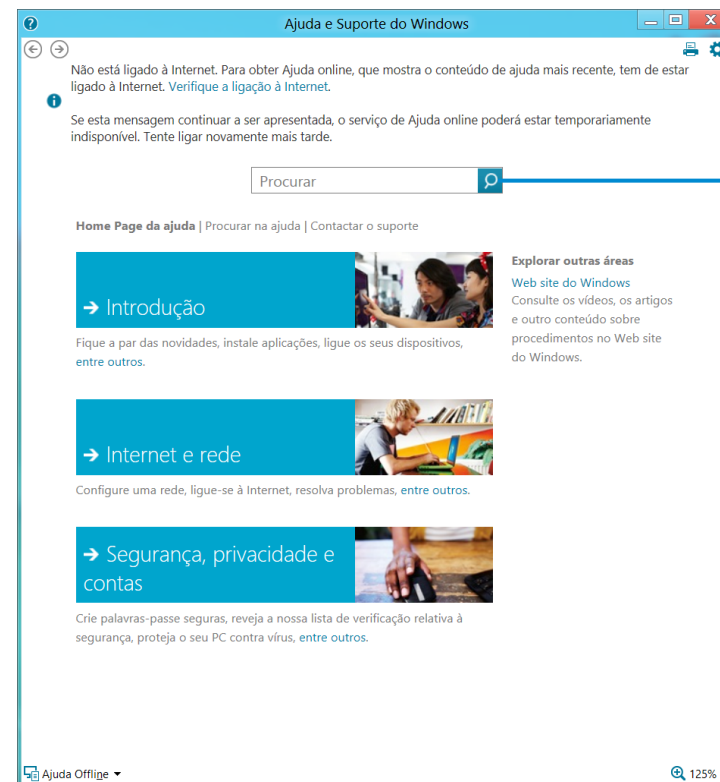 Ajuda e Suporte do Windows
Não está ligado à Internet. Para obter Ajuda online, que mostra o conteúdo de ajuda mais recente, tem de estar
ligado à Internet. Verifique a ligação à Internet.
Se esta mensagem continuar a ser apresentada, o serviço de Ajuda online poderá estar temporariamente
indisponível. Tente ligar novamente mais tarde.
Procurar
Home Page da ajuda | Procurar na ajuda | Contactar o suporte
Introdução
Fique a par das novidades, instale aplicações, ligue os seus dispositivos,
entre outros.
Explorar outras áreas
Web site do Windows
Consulte os vídeos, os artigos
e outro conteúdo sobre
procedimentos no Web site
do Windows.
Internet e rede
Configure uma rede, ligue-se à Internet, resolva problemas, entre outros.
Segurança, privacidade e
contas
Crie palavras-passe seguras, reveja a nossa lista de verificação relativa à
segurança, proteja o seu PC contra vírus, entre outros.
Ajuda Offline
125%